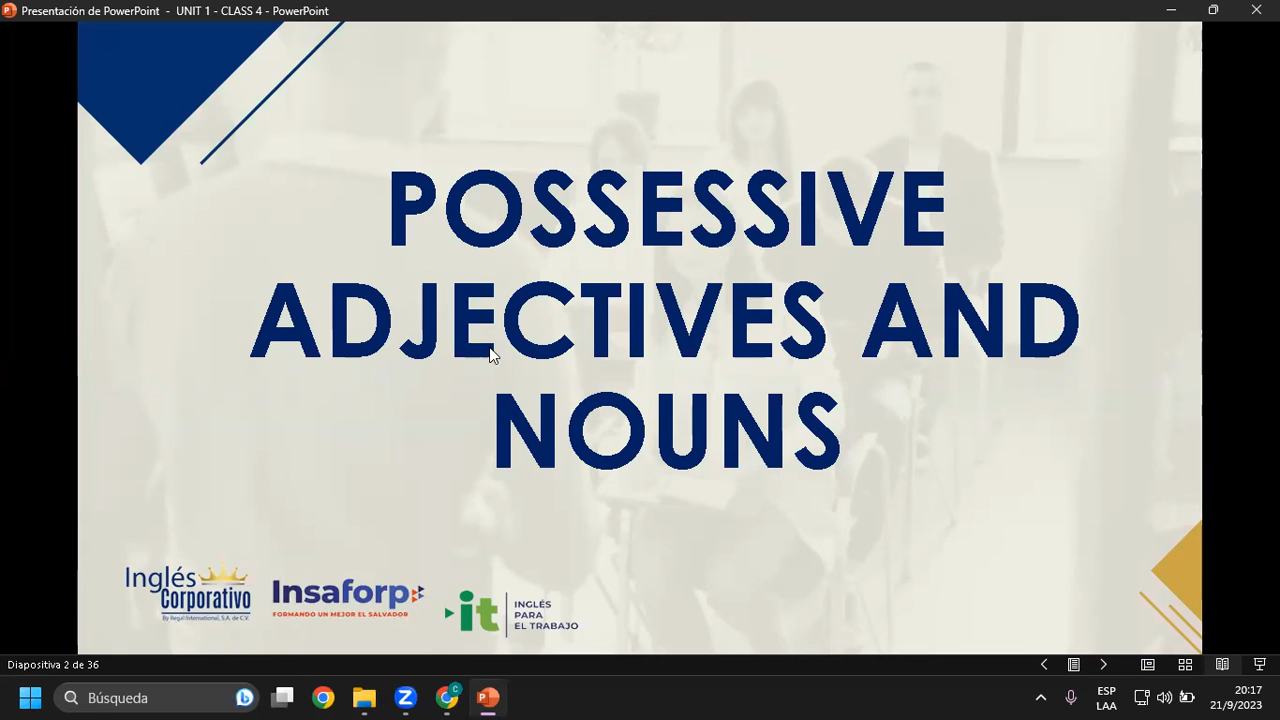 Presentación de PowerPoint - UNIT 1 - CLASS 4 - PowerPoint
POSSESSIVE
ADJECTIVES AND
NOUNS
Inglés
Corporativo
By Regal International, S.A. de C.V.
Insaforp
FORMANDO UN MEJOR EL SALVADOR
it
INGLÉS
PARA
EL TRABAJO
Diapositiva 2 de 36
Búsqueda
C
ESP
LAA
20:17
21/9/2023